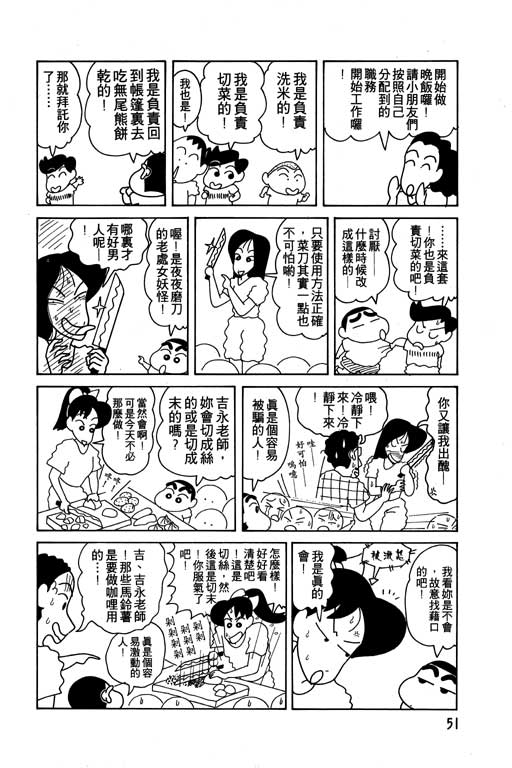 開始做
晚飯囉！
請小朋友們
按照自己
分配到的
職務
開始工作囉
！
我是負責
洗米的！
我是負責
切菜的！
我也是！
我是負責回
到帳篷裏去
吃無尾熊餅
乾的！
那就拜託你
了……
……來這套
！你也是負
責切菜的吧！
討厭
什麼時候改
成這樣的—
只要使用方法正確
，菜刀其實一點也
不可怕喲！
喔！是夜夜磨刀
的老處女妖怪！
哪裏才
有好男
人呢—
！
你又讓我出醜—
喂！
冷靜下
來！冷
靜下來
哇
好可怕
嗚噫
真是個容易
被騙的人！
吉永老師，
妳會切成絲
的或是切成
末的嗎？
當然會啊！
可是今天不必
那麼做！
咚
咚
我看妳是不會
，故意找藉口
的吧！
被激怒
我是真的
會！
怎麼樣！
好好看
清楚吧
！這是
切絲，然
後這是切末
！你服氣了
吧！
剁
剁
剁
剁
剁
剁
剁
真是個容
易激動的
人！
吉、吉永老師
！那些馬鈴薯
是要做咖哩用
的…！
51